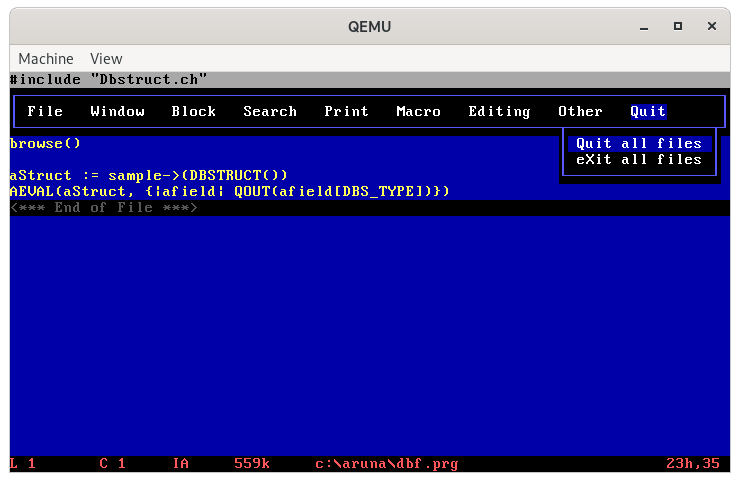 QEMU
Machine View
#include "Dbstruct.ch"
File Window Block Search Print Macro Editing Other Quit
browse()
Quit all files
eXit all files
aStruct := sample->(DBSTRUCT())
AEVAL(aStruct, {|afield| QOUT(afield[DBS_TYPE])})
<*** End of File ***>
L 1 C 1 IA 559k c:\aruna\dbf.prg 23h,35